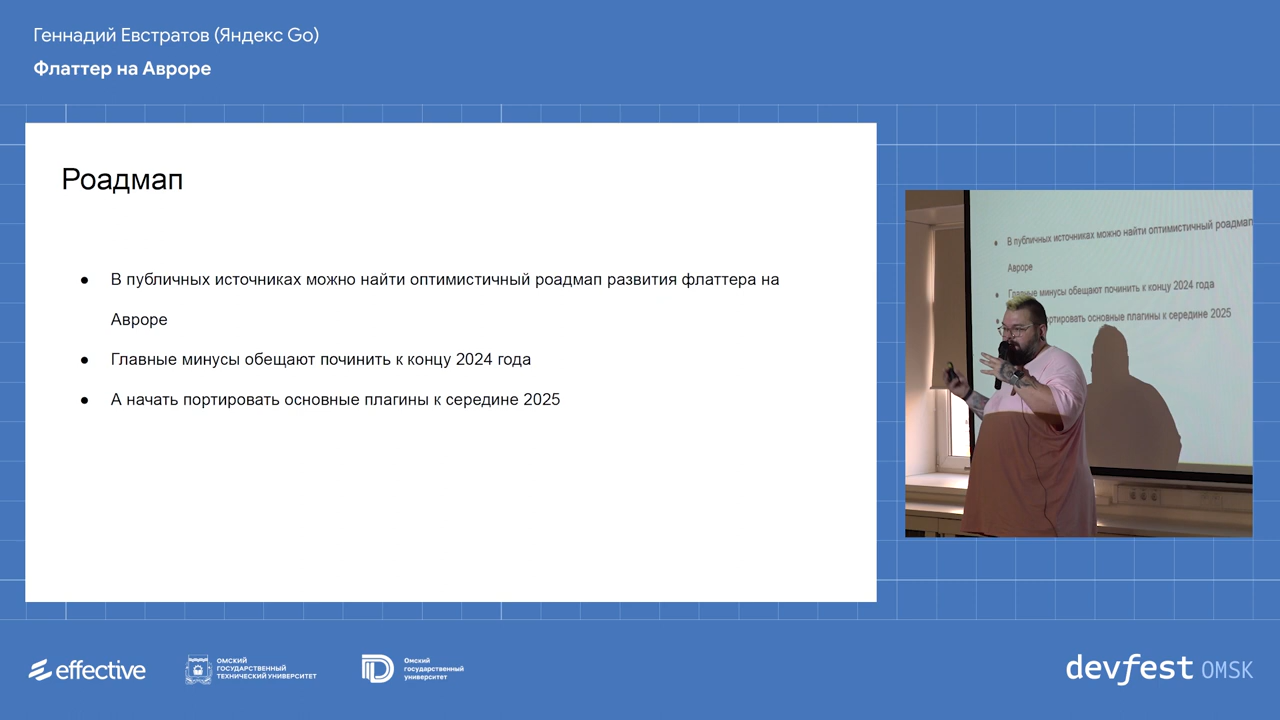 Геннадий Евстратов (Яндекс Go)
Флаттер на Авроре
Роадмап
● В публичных источниках можно найти оптимистичный роадмап развития флаттера на
Авроре
● Главные минусы обещают починить к концу 2024 года
● А начать портировать основные плагины к середине 2025
● В публичных источниках можно найти оптимистичный роадмап
Авроре
● Главные минусы обещают починить к концу 2024 года
● портировать основные плагины к середине 2025
effective
ОМСКИЙ
ГОСУДАРСТВЕННЫЙ
ТЕХНИЧЕСКИЙ УНИВЕРСИТЕТ
Омский
государственный
университет
devfest OMSK